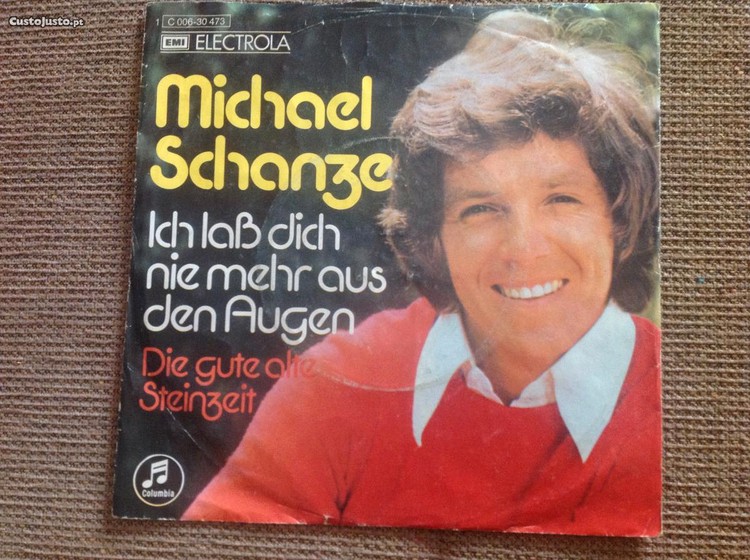 CustoJusto.pt
1 C 006-30 473
EMI ELECTROLA
Michael
Schanze
Ich laß dich
nie mehr aus
den Augen
Die gute alte
Steinzeit
Columbia